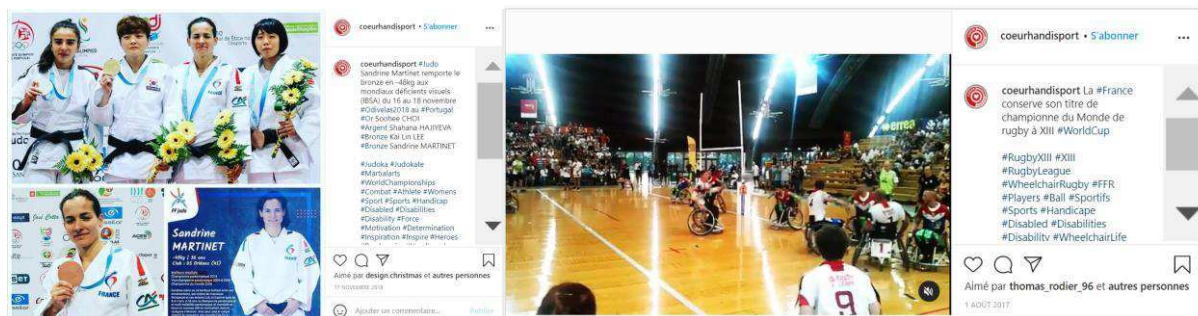 coeurhandisport • S'abonner
coeurhandisport #Judo
Sandrine Martinet remporte le
bronze en -48kg aux
mondiaux déficients visuels
(IBSA) du 16 au 18 novembre
#Odivelas2018 au #Portugal
#Or Soohee CHOI
#Argent Shahana HAJIYEVA
#Bronze Kai Lin LEE
#Bronze Sandrine MARTINET
#Judoka #Judokate
#Martialarts
#WorldChampionships
#Combat #Athlete #Womens
#Sport #Sports #Handicap
#Disabled #Disabilities
#Disability #Force
#Motivation #Determination
#Inspiration #Inspire #Heroes
Aimé par design.christmas et autres personnes
17 NOVEMBRE 2018
Ajouter un commentaire...
Publier
FRANCE
Sandrine
MARTINET
-48kg | 36 ans
errea
9
coeurhandisport • S'abonner
coeurhandisport La #France
conserve son titre de
championne du Monde de
rugby à XIII #WorldCup
#RugbyXIII #XIII
#RugbyLeague
#WheelchairRugby #FFR
#Players #Ball #Sportifs
#Sports #Handicape
#Disabled #Disabilities
#Disability #WheelchairLife
Aimé par thomas_rodier_96 et autres personnes
1 AOÛT 2017